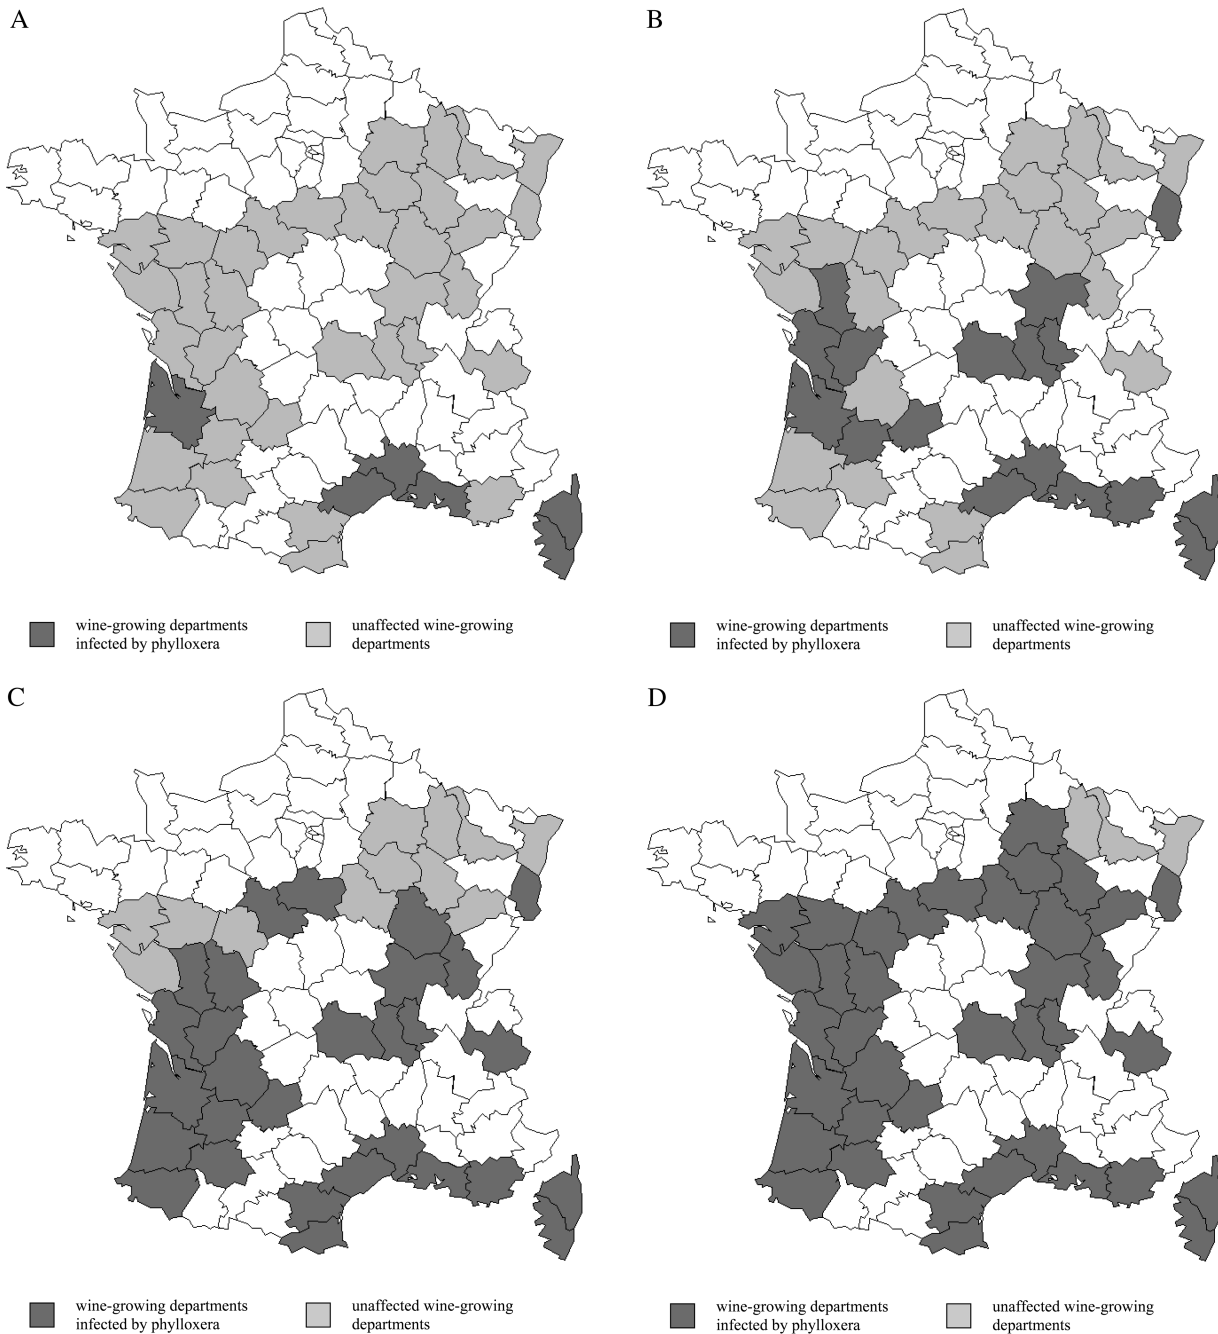 A
B
wine-growing departments
infected by phylloxera
unaffected wine-growing
departments
wine-growing departments
infected by phylloxera
unaffected wine-growing
departments
C
D
wine-growing departments
infected by phylloxera
unaffected wine-growing
departments
wine-growing departments
infected by phylloxera
unaffected wine-growing
departments